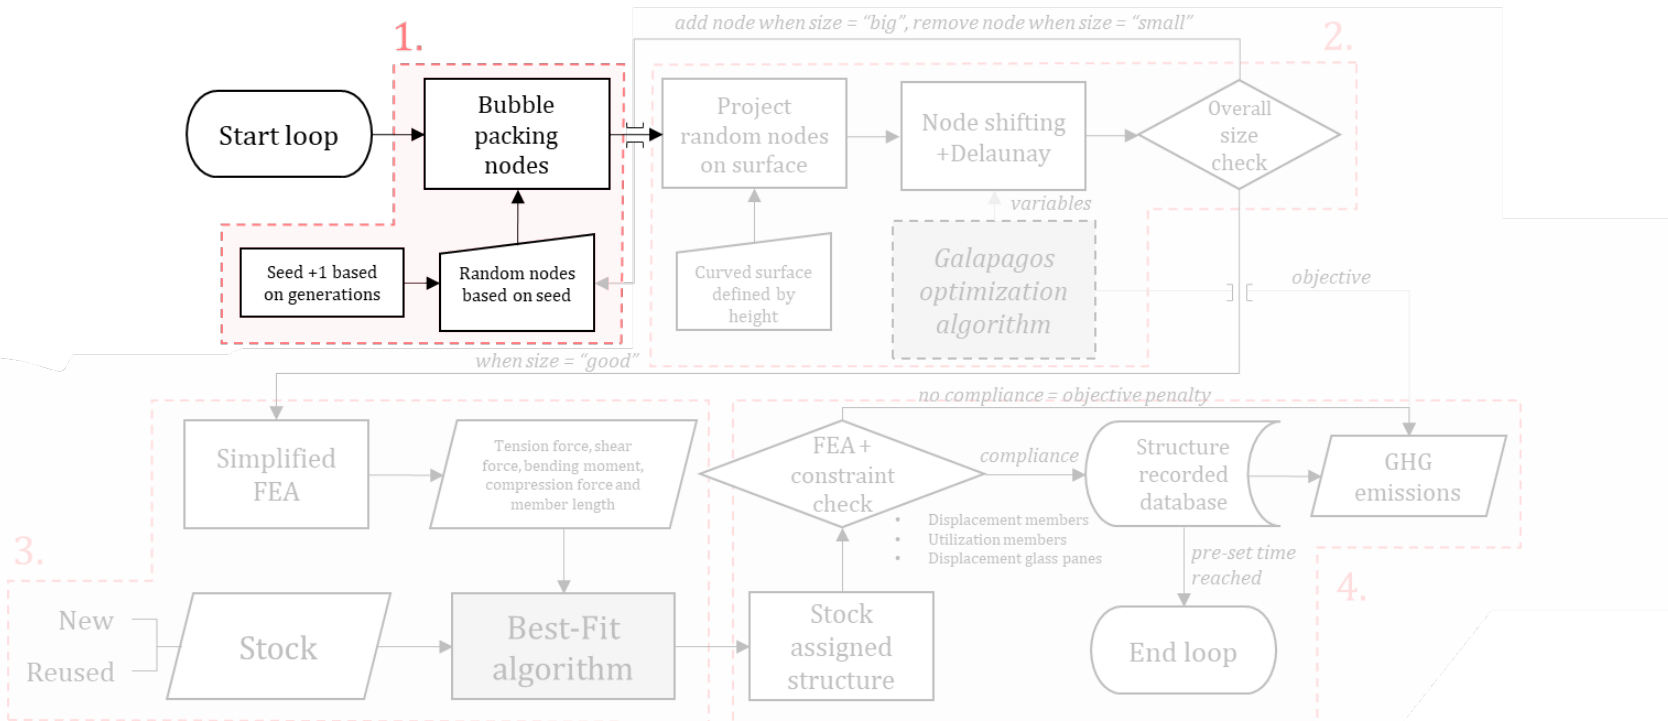 add node when size = “big”, remove node when size = “small”
1.
2.
Start loop
Bubble
packing
nodes
Project
random nodes
on surface
Node shifting
+Delaunay
Overall
size
check
variables
Seed +1 based
on generations
Random nodes
based on seed
Curved surface
defined by
height
Galapagos
optimization
algorithm
objective
when size = “good”
no compliance = objective penalty
Simplified
FEA
Tension force, shear
force, bending moment,
compression force and
member length
FEA +
constraint
check
compliance
Structure
recorded
database
GHG
emissions
• Displacement members
• Utilization members
• Displacement glass panes
3.
pre-set time
reached
4.
New
Reused
Stock
Best-Fit
algorithm
Stock
assigned
structure
End loop